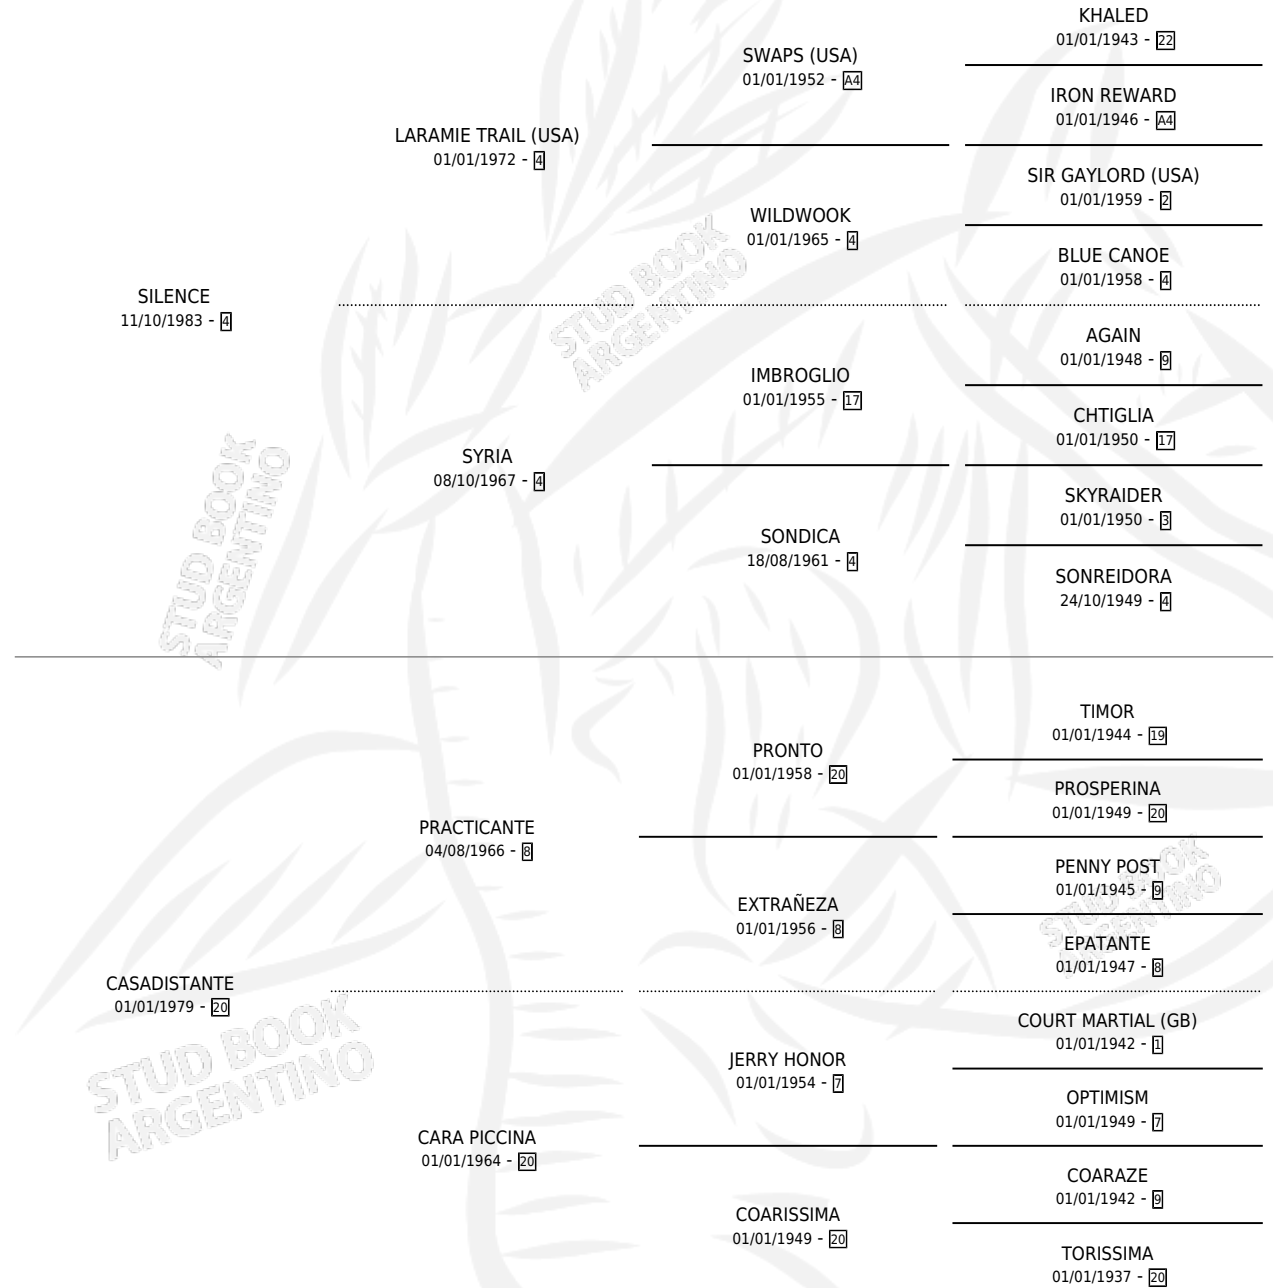 KHALED
01/01/1943 - 22
SWAPS (USA)
01/01/1952 - A4
IRON REWARD
01/01/1946 - A4
LARAMIE TRAIL (USA)
01/01/1972 - 4
SIR GAYLORD (USA)
01/01/1959 - 2
WILDWOOK
01/01/1965 - 4
BLUE CANOE
01/01/1958 - 4
SILENCE
11/10/1983 - 4
AGAIN
01/01/1948 - 9
IMBROGLIO
01/01/1955 - 17
CHTIGLIA
01/01/1950 - 17
SYRIA
08/10/1967 - 4
SKYRAIDER
01/01/1950 - 3
SONDICA
18/08/1961 - 4
SONREIDORA
24/10/1949 - 4
STUD BOOK
ARGENTINO
STUD BOOK
ARGENTINO
TIMOR
01/01/1944 - 19
PRONTO
01/01/1958 - 20
PROSPERINA
01/01/1949 - 20
PRACTICANTE
04/08/1966 - 8
PENNY POST
01/01/1945 - 9
EXTRAÑEZA
01/01/1956 - 8
EPATANTE
01/01/1947 - 8
CASADISTANTE
01/01/1979 - 20
COURT MARTIAL (GB)
01/01/1942 - 1
JERRY HONOR
01/01/1954 - 7
OPTIMISM
01/01/1949 - 7
CARA PICCINA
01/01/1964 - 20
COARAZE
01/01/1942 - 9
COARISSIMA
01/01/1949 - 20
TORISSIMA
01/01/1937 - 20
STUD BOOK
ARGENTINO
STUD BOOK
ARGENTINO